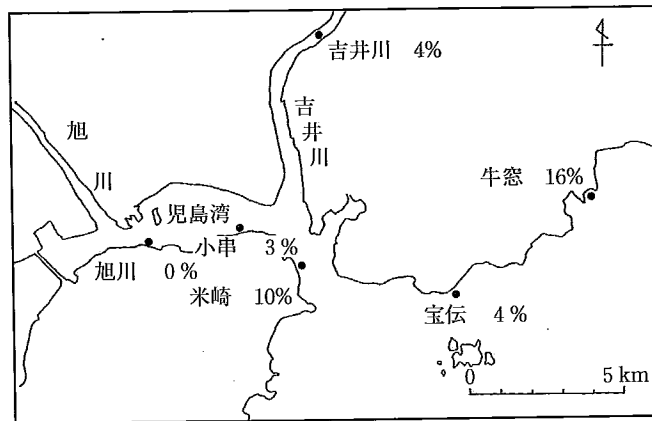 吉井川 4%
吉井川
旭川
牛窓 16%
児島湾
小串 3%
旭川 0%
米崎 10%
宝伝 4%
0 5 km